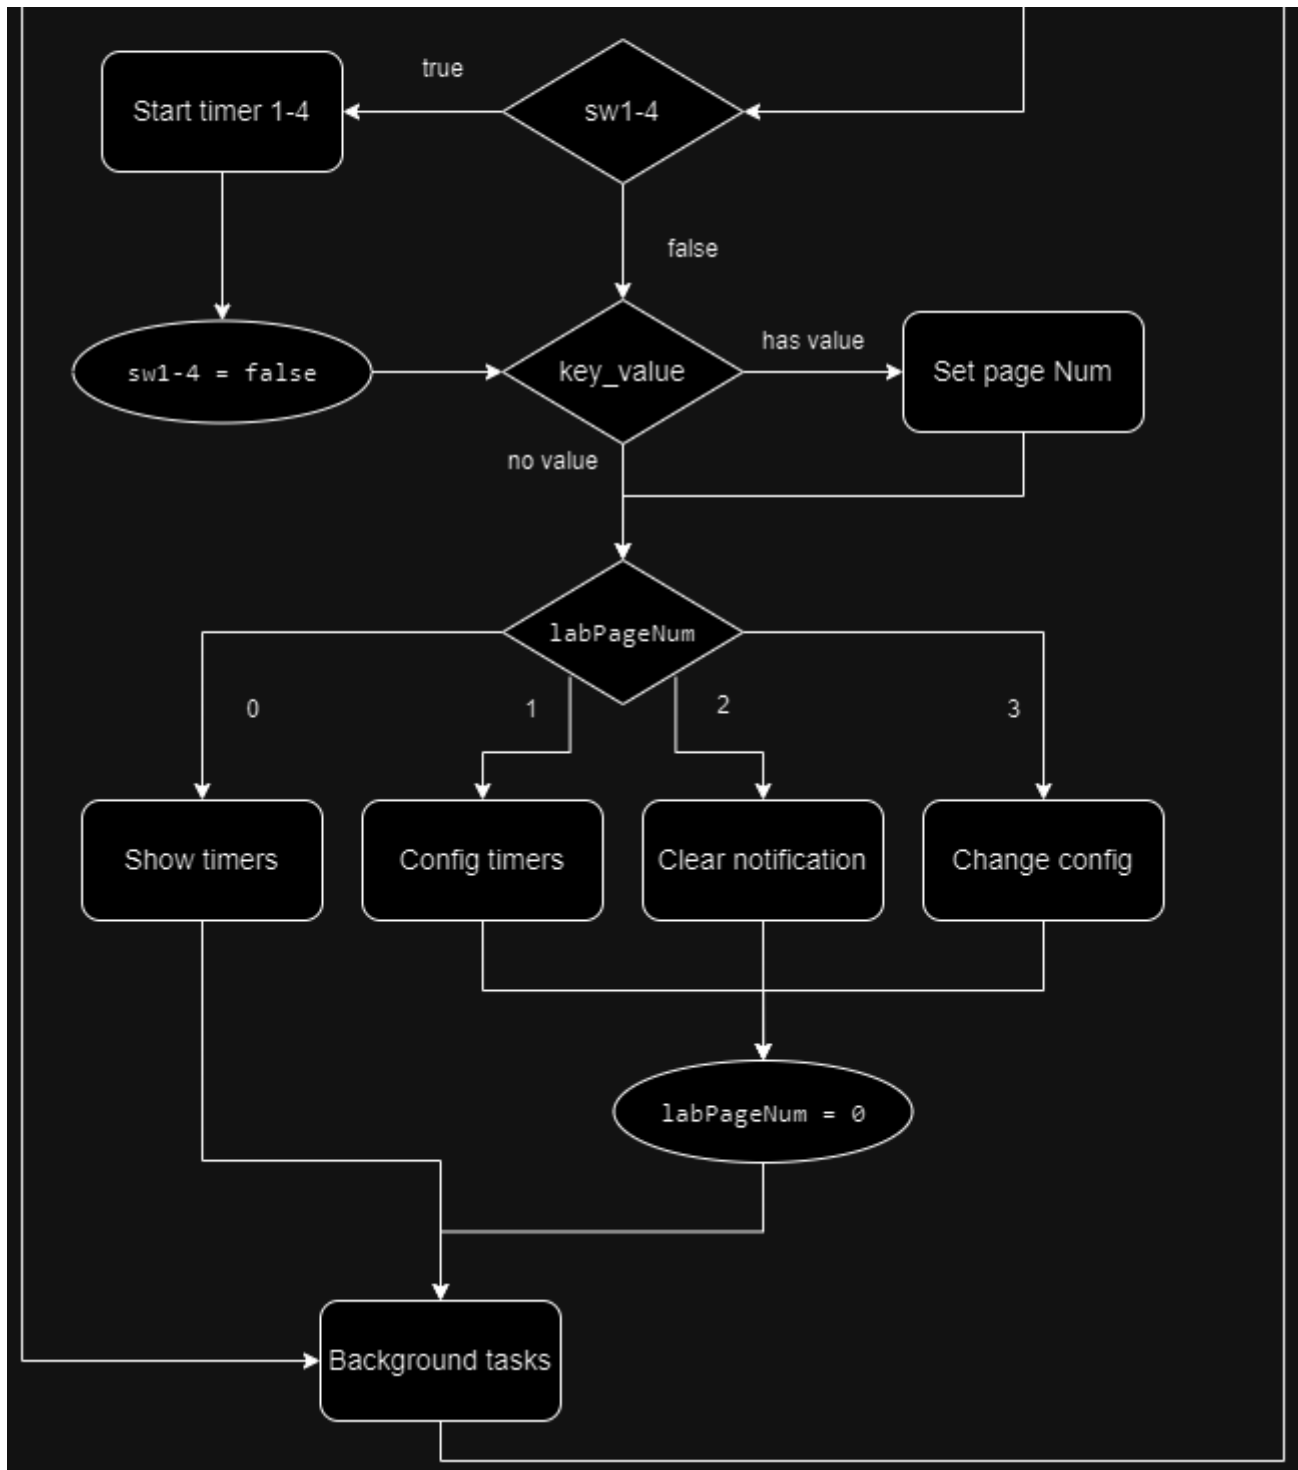 true
Start timer 1-4
sw1-4
false
sw1-4 = false
key_value
has value
Set page Num
no value
labPageNum
0
1
2
3
Show timers
Config timers
Clear notification
Change config
labPageNum = 0
Background tasks